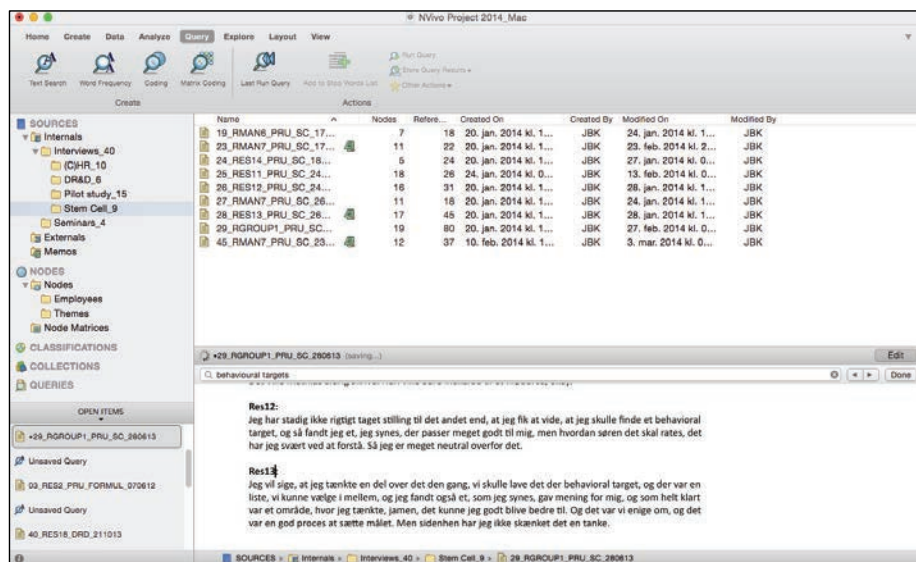 NVivo Project 2014_Mac
Home Create Data Analyze Query Explore Layout View
Text Search Word Frequency Coding Matrix Coding Last Run Query Add to Stop Words List
Run Query
Store Query Results
Other Actions
Create Actions
SOURCES
Internals
Interviews_40
(C)HR_10
DR&D_6
Pilot study_15
Stem Cell_9
Seminars_4
Externals
Memos
NODES
Nodes
Employees
Themes
Node Matrices
CLASSIFICATIONS
COLLECTIONS
QUERIES
OPEN ITEMS
•29_RGROUP1_PRU_SC_280613
Unsaved Query
03_RES2_PRU_FORMUL_070612
Unsaved Query
40_RES18_DRD_211013
Name Nodes Refere... Created On Created By Modified On Modified By
19_RMAN6_PRU_SC_17... 7 18 20. jan. 2014 kl. 1... JBK 24. jan. 2014 kl. 1... JBK
23_RMAN7_PRU_SC_17... 11 22 20. jan. 2014 kl. 1... JBK 23. feb. 2014 kl. 2... JBK
24_RES14_PRU_SC_18... 5 24 20. jan. 2014 kl. 1... JBK 27. jan. 2014 kl. 0... JBK
25_RES11_PRU_SC_24... 18 26 24. jan. 2014 kl. 0... JBK 13. feb. 2014 kl. 0... JBK
26_RES12_PRU_SC_24... 16 31 20. jan. 2014 kl. 1... JBK 28. jan. 2014 kl. 1... JBK
27_RMAN7_PRU_SC_26... 11 18 20. jan. 2014 kl. 1... JBK 24. jan. 2014 kl. 1... JBK
28_RES13_PRU_SC_26... 17 45 20. jan. 2014 kl. 1... JBK 28. jan. 2014 kl. 1... JBK
29_RGROUP1_PRU_SC... 19 80 20. jan. 2014 kl. 1... JBK 27. feb. 2014 kl. 0... JBK
45_RMAN7_PRU_SC_23... 12 37 10. feb. 2014 kl. 1... JBK 3. mar. 2014 kl. 0... JBK
•29_RGROUP1_PRU_SC_280613 (saving...) Edit
behavioural targets Done
Res12:
Jeg har stadig ikke rigtigt taget stilling til det andet end, at jeg fik at vide, at jeg skulle finde et behavioral
target, og så fandt jeg et, jeg synes, der passer meget godt til mig, men hvordan søren det skal rates, det
har jeg svært ved at forstå. Så jeg er meget neutral overfor det.
Res13
Jeg vil sige, at jeg tænkte en del over det den gang, vi skulle lave det der behavioral target, og der var en
liste, vi kunne vælge i mellem, og jeg fandt også et, som jeg synes, gav mening for mig, og som helt klart
var et område, hvor jeg tænkte, jamen, det kunne jeg godt blive bedre til. Og det var vi enige om, og det
var en god proces at sætte målet. Men sidenhen har jeg ikke skænket det en tanke.
SOURCES Internals Interviews_40 Stem Cell_9 29_RGROUP1_PRU_SC_280613